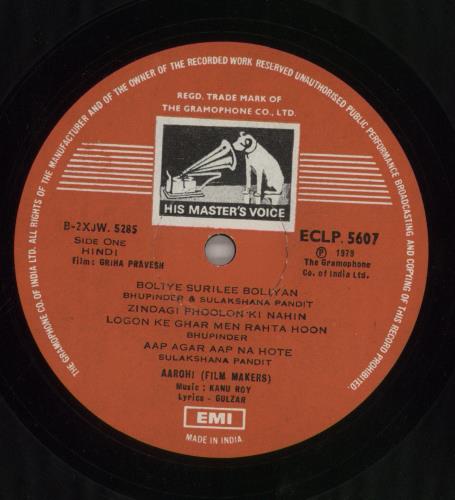 THE GRAMOPHONE CO. OF INDIA LTD. ALL RIGHTS OF THE MANUFACTURER AND OF THE OWNER OF THE RECORDED WORK RESERVED UNAUTHORISED PUBLIC PERFORMANCE BROADCASTING AND COPYING OF THIS RECORD PROHIBITED.
REGD. TRADE MARK OF
THE GRAMOPHONE CO., LTD.
HIS MASTER'S VOICE
B-2XJW. 5285
SIDE ONE
HINDI
Film: GRIHA PRAVESH
ECLP. 5607
Ⓟ 1979
The Gramophone
Co. of India Ltd.
BOLIYE SURILEE BOLIYAN
BHUPINDER & SULAKSHANA PANDIT
ZINDAGI PHOOLON KI NAHIN
LOGON KE GHAR MEN RAHTA HOON
BHUPINDER
AAP AGAR AAP NA HOTE
SULAKSHANA PANDIT
AAROHI (FILM MAKERS)
Music: KANU ROY
Lyrics - GULZAR
EMI
MADE IN INDIA